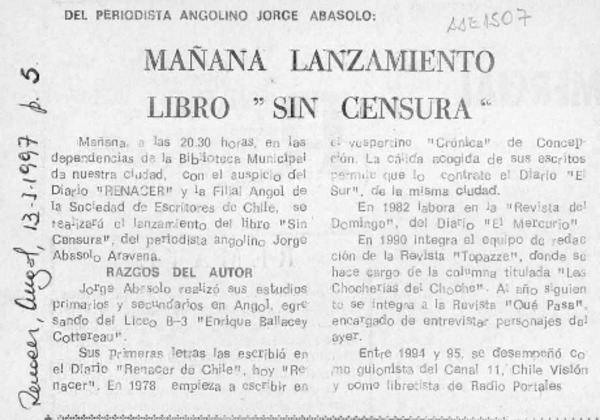 DEL PERIODISTA ANGOLINO JORGE ABASOLO:
AAE1507
MAÑANA LANZAMIENTO
LIBRO " SIN CENSURA "
Mañana, a las 20.30 horas, en las
dependencias de la Biblioteca Municipal
de nuestra ciudad, con el auspicio del
Diario "RENACER" y la Filial Angol de
la Sociedad de Escritores de Chile, se
realizará el lanzamiento del libro "Sin
Censura", del periodista angolino Jorge
Abasolo Aravena.
RAZGOS DEL AUTOR
Jorge Abasolo realizó sus estudios
primarios y secundarios en Angol, egre
sando del Liceo B-3 "Enrique Ballacey
Cottereau".
Sus primeras letras las escribió en
el Diario "Renacer de Chile", hoy "Re
nacer". En 1978 empieza a escribir en
el vespertino "Crónica" de Concep-
ción. La cálida acogida de sus escritos
permite que lo contrate el Diario "El
Sur", de la misma ciudad.
En 1982 labora en la "Revista del
Domingo", del Diario "El Mercurio"
En 1990 integra el equipo de redac
ción de la Revista "Topazze", donde se
hace cargo de la columna titulada "Las
Chocherías del Chocho". Al año siguien
te se integra a la Revista "Qué Pasa",
encargado de entrevistar personajes del
ayer.
Entre 1994 y 95, se desempeñó co
mo guionista del Canal 11, Chile Visión
y como libretista de Radio Portales
Renacer, Angol, 13-I-1997 p. 5.